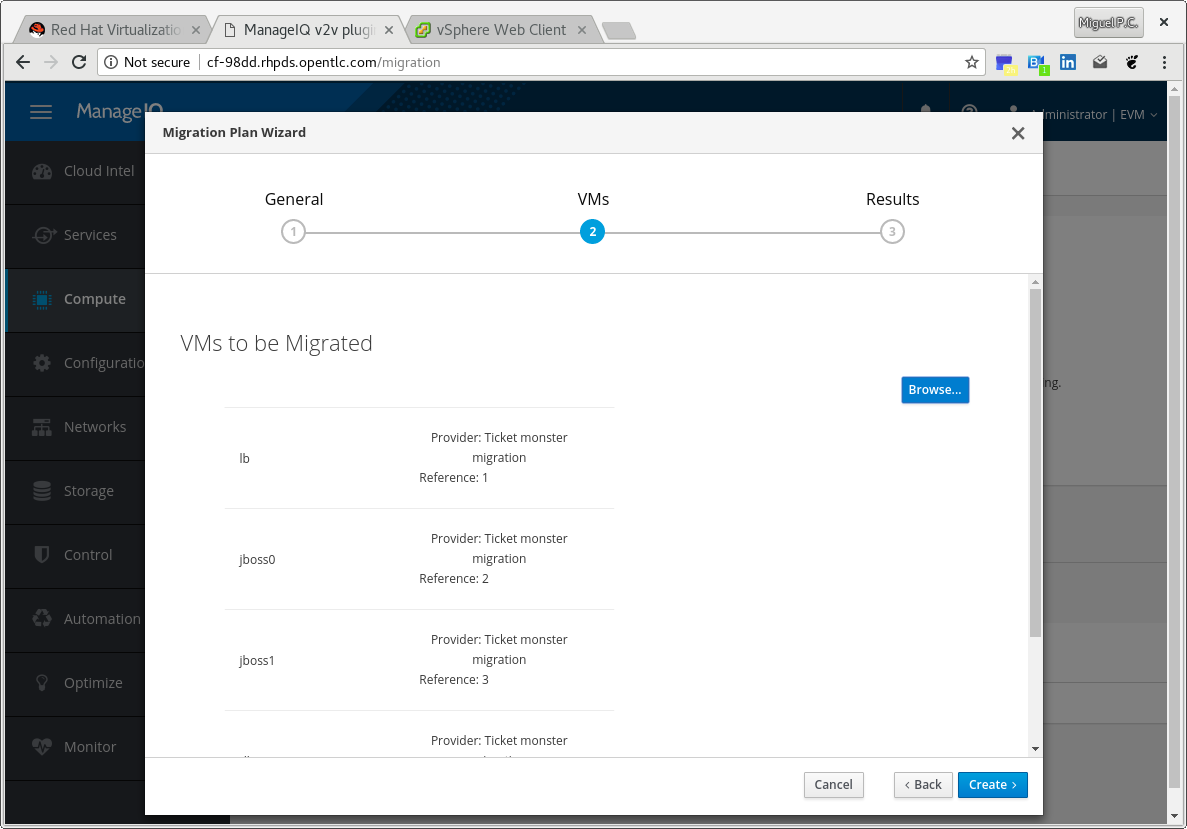 Miguel P.C.
Red Hat Virtualizatio
ManageIQ v2v plugi
vSphere Web Client
Not secure
cf-98dd.rhpds.opentlc.com/migration
1
ManageIQ
ministrator | EVM
Migration Plan Wizard
Cloud Intel
Services
Compute
Configuratio
Networks
Storage
Control
Automation
Optimize
Monitor
General
VMs
Results
1
2
3
VMs to be Migrated
Browse...
ng.
lb
Provider: Ticket monster
migration
Reference: 1
jboss0
Provider: Ticket monster
migration
Reference: 2
jboss1
Provider: Ticket monster
migration
Reference: 3
Provider: Ticket monster
Cancel
‹ Back
Create ›